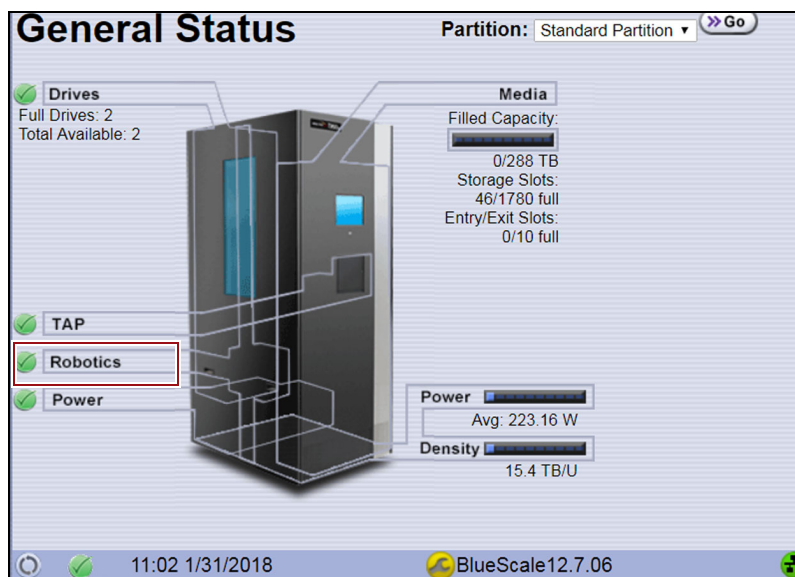 General Status
Partition: Standard Partition Go
Drives
Full Drives: 2
Total Available: 2
Media
Filled Capacity:
0/288 TB
Storage Slots:
46/1780 full
Entry/Exit Slots:
0/10 full
TAP
Robotics
Power
Power
Avg: 223.16 W
Density
15.4 TB/U
11:02 1/31/2018
BlueScale12.7.06